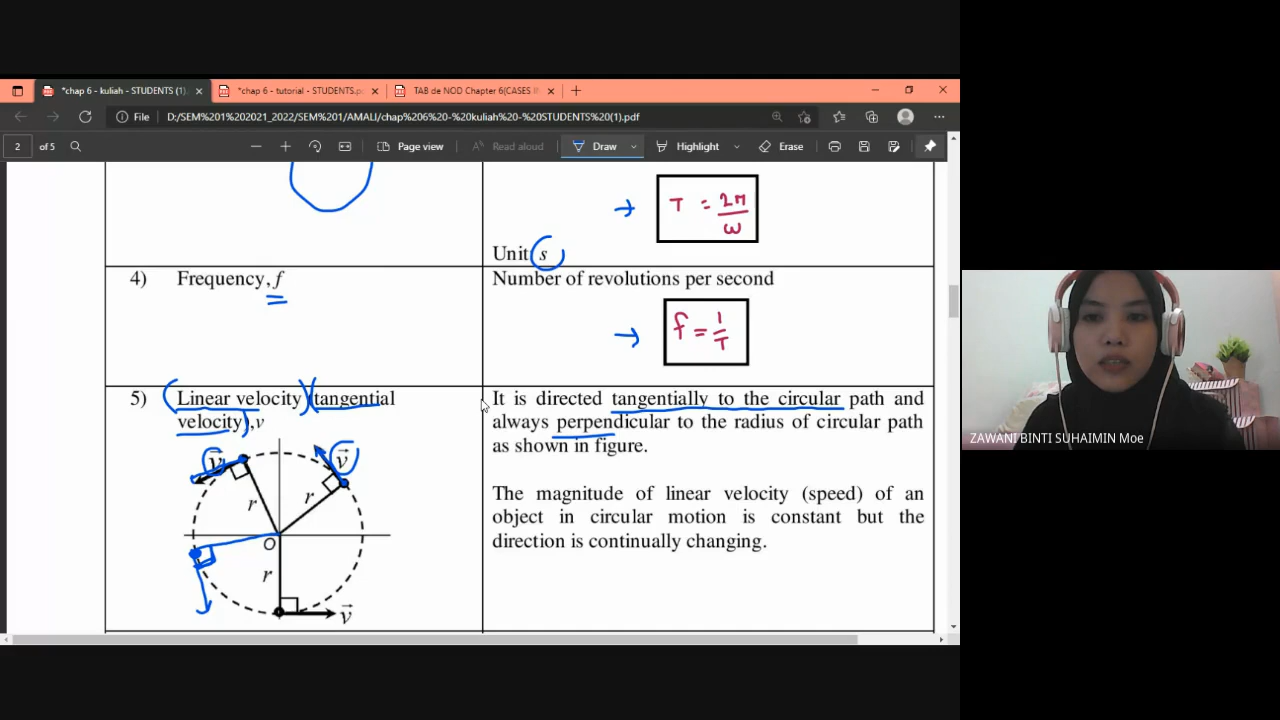 *chap 6 - kuliah - STUDENTS (1).
*chap 6 - tutorial - STUDENTS.p
TAB de NOD Chapter 6(CASES I
File
D:/SEM%201%202021_2022/SEM%201/AMALI/chap%206%20-%20kuliah%20-%20STUDENTS%20(1).pdf
2 of 5
Page view
Read aloud
Draw
Highlight
Erase
T = 2π/ω
Unit s
4) Frequency, f
Number of revolutions per second
f = 1/T
5) Linear velocity (tangential
velocity), v
It is directed tangentially to the circular path and
always perpendicular to the radius of circular path
as shown in figure.
The magnitude of linear velocity (speed) of an
object in circular motion is constant but the
direction is continually changing.
v
v
r
r
O
r
v
ZAWANI BINTI SUHAIMIN Moe